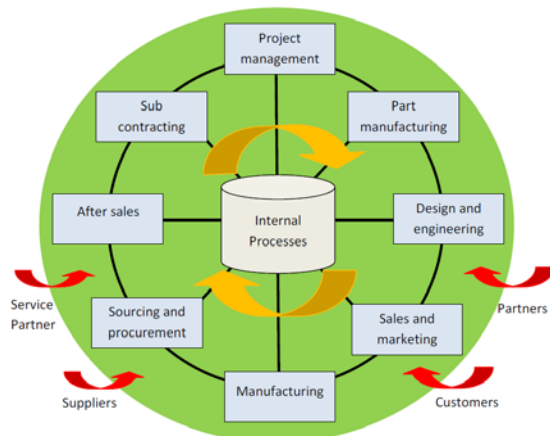 Project
management
Sub
contracting
Part
manufacturing
After sales
Internal
Processes
Design and
engineering
Service
Partner
Sourcing and
procurement
Sales and
marketing
Partners
Suppliers
Manufacturing
Customers